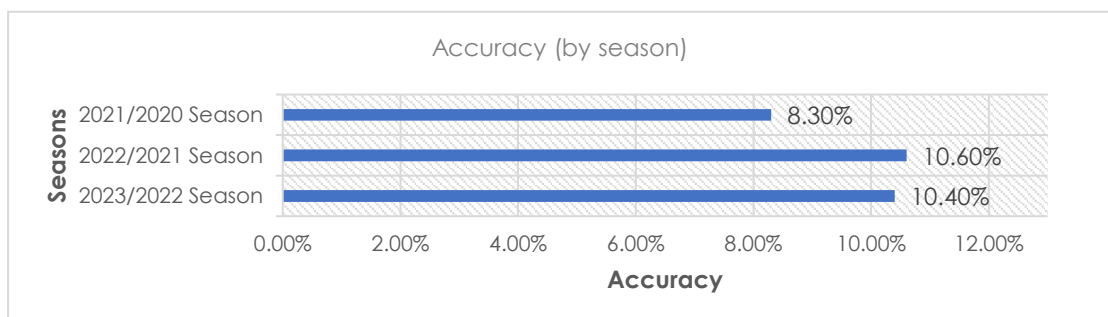 Accuracy (by season)
Seasons
2021/2020 Season
8.30%
2022/2021 Season
10.60%
2023/2022 Season
10.40%
0.00% 2.00% 4.00% 6.00% 8.00% 10.00% 12.00%
Accuracy